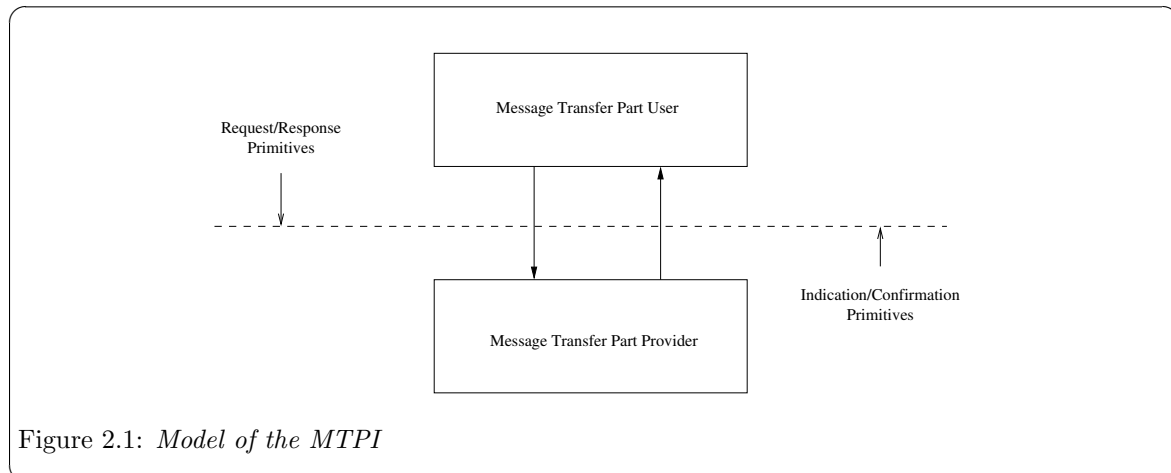 Message Transfer Part User
Request/Response
Primitives
Indication/Confirmation
Primitives
Message Transfer Part Provider
Figure 2.1: Model of the MTPI